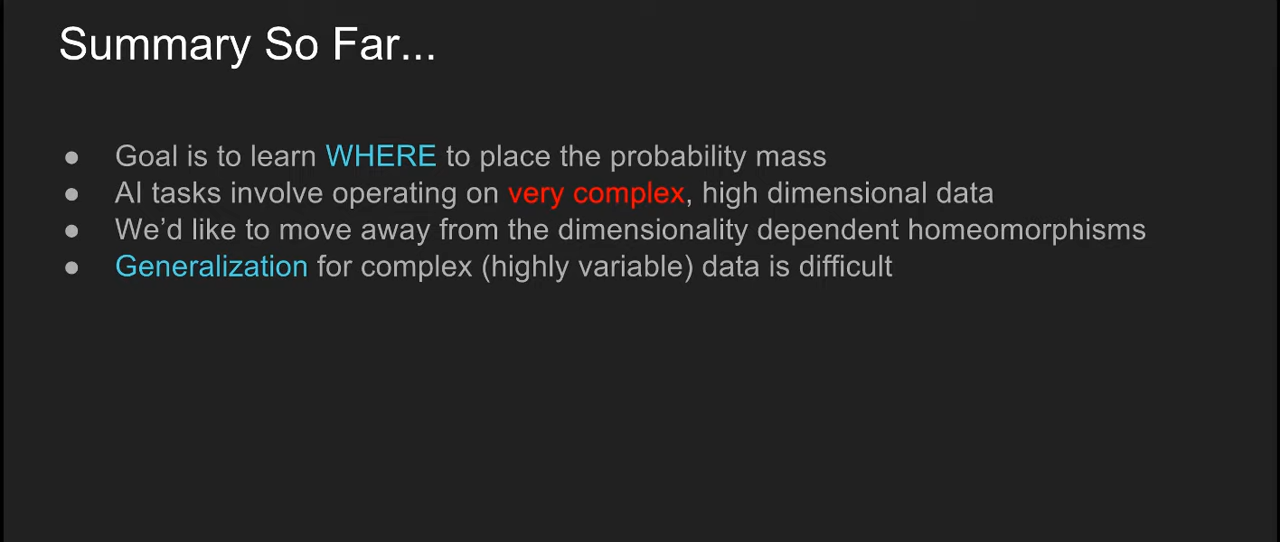 Summary So Far...
● Goal is to learn WHERE to place the probability mass
● AI tasks involve operating on very complex, high dimensional data
● We’d like to move away from the dimensionality dependent homeomorphisms
● Generalization for complex (highly variable) data is difficult